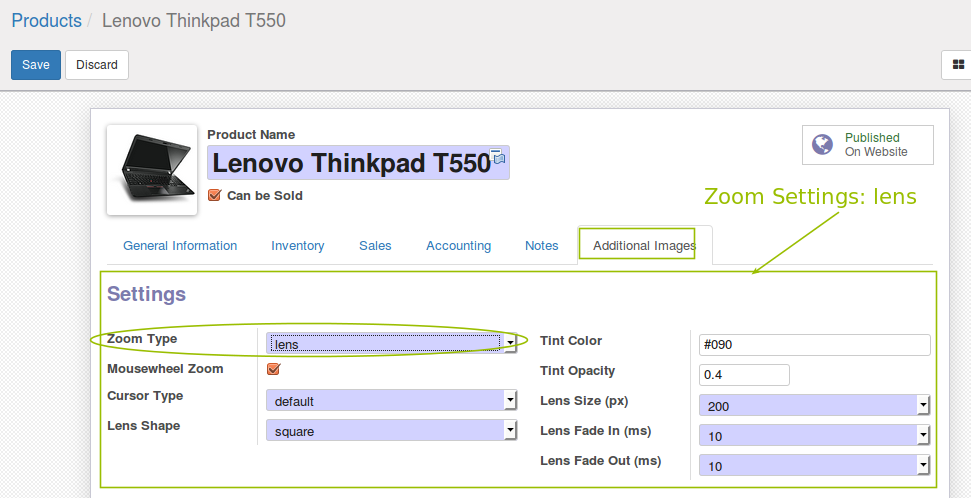 Products / Lenovo Thinkpad T550
Save Discard
Product Name
Lenovo Thinkpad T550
Can be Sold
Published
On Website
Zoom Settings: lens
General Information Inventory Sales Accounting Notes Additional Images
Settings
Zoom Type lens
Mousewheel Zoom
Cursor Type default
Lens Shape square
Tint Color #090
Tint Opacity 0.4
Lens Size (px) 200
Lens Fade In (ms) 10
Lens Fade Out (ms) 10